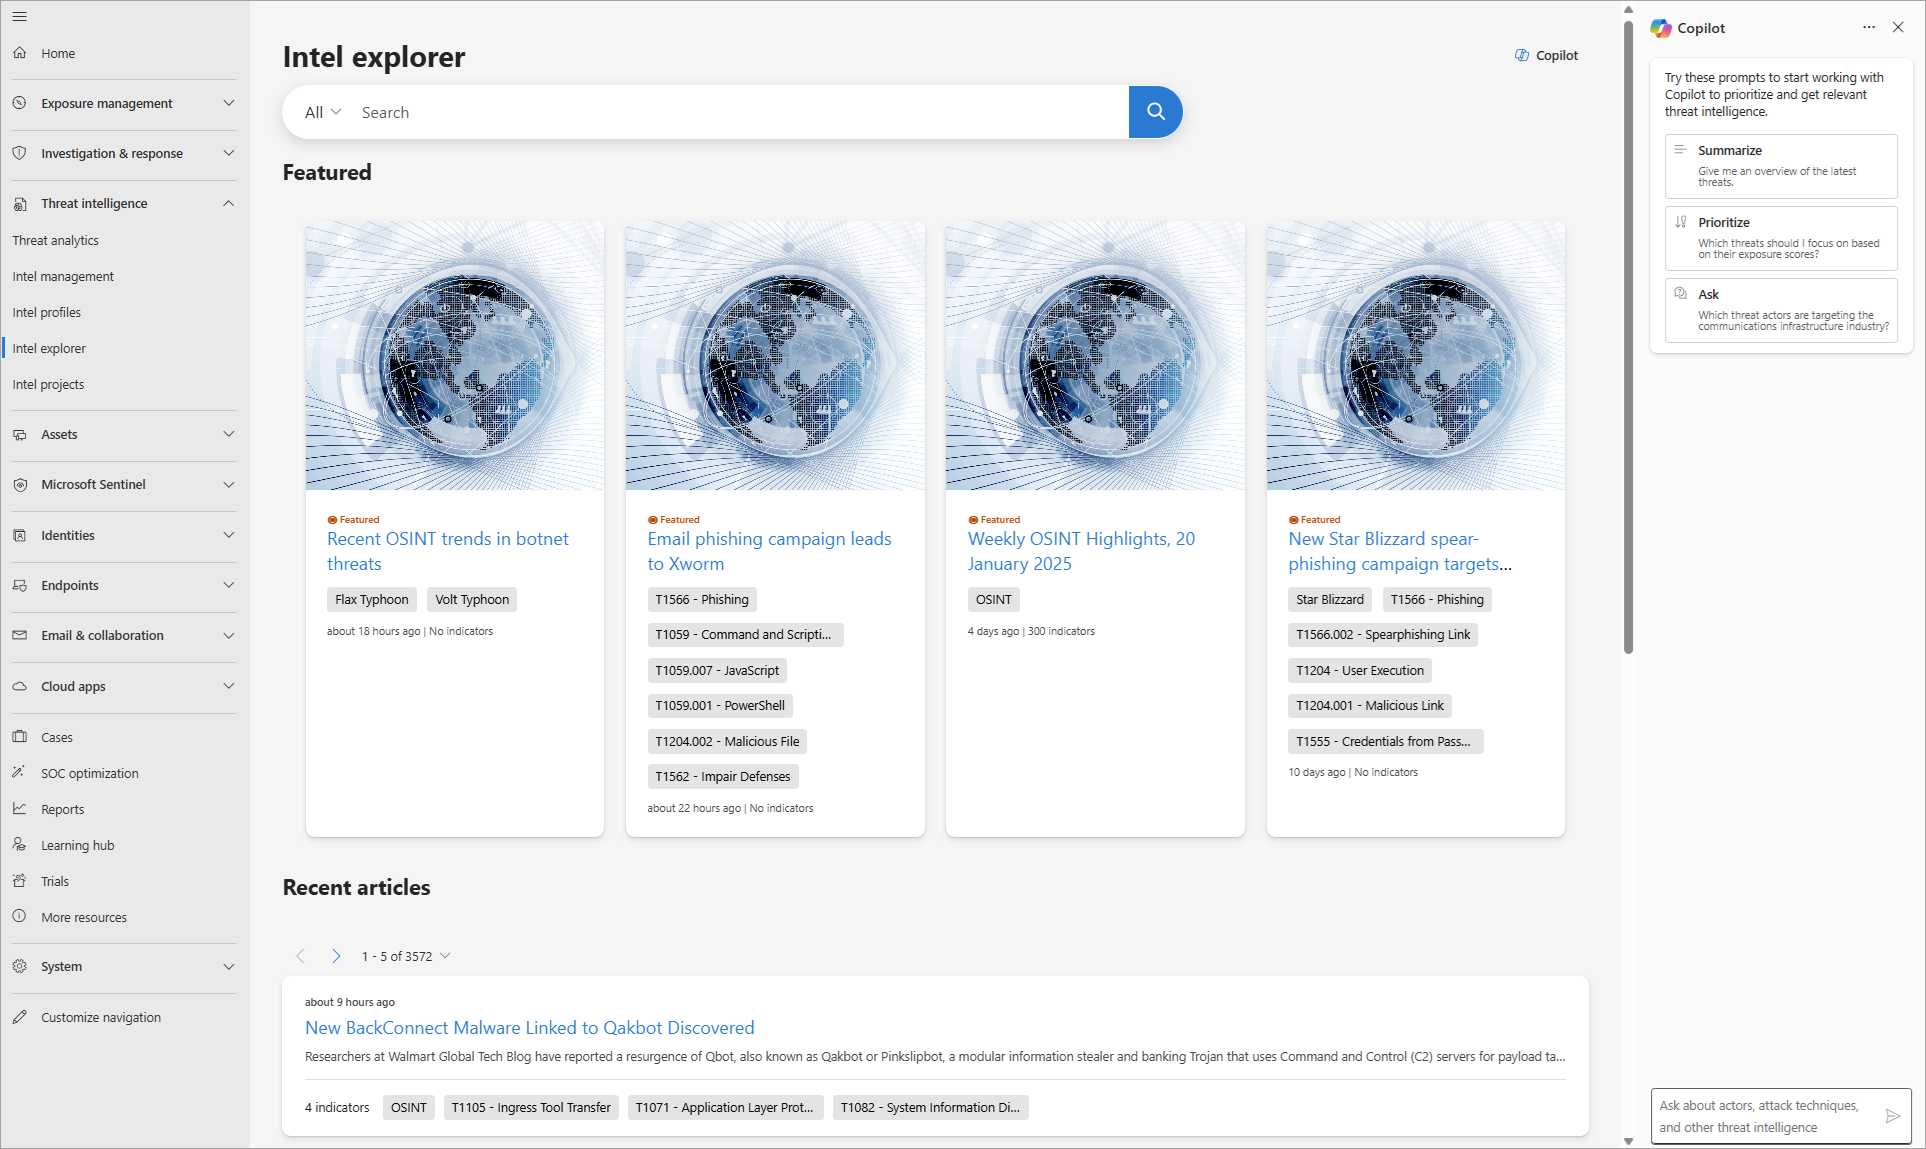 Home
Exposure management
Investigation & response
Threat intelligence
Threat analytics
Intel management
Intel profiles
Intel explorer
Intel projects
Assets
Microsoft Sentinel
Identities
Endpoints
Email & collaboration
Cloud apps
Cases
SOC optimization
Reports
Learning hub
Trials
More resources
System
Customize navigation
Intel explorer
Copilot
All
Search
Featured
Featured
Recent OSINT trends in botnet
threats
Flax Typhoon
Volt Typhoon
about 18 hours ago | No indicators
Featured
Email phishing campaign leads
to Xworm
T1566 - Phishing
T1059 - Command and Scripti...
T1059.007 - JavaScript
T1059.001 - PowerShell
T1204.002 - Malicious File
T1562 - Impair Defenses
about 22 hours ago | No indicators
Featured
Weekly OSINT Highlights, 20
January 2025
OSINT
4 days ago | 300 indicators
Featured
New Star Blizzard spear-
phishing campaign targets...
Star Blizzard
T1566 - Phishing
T1566.002 - Spearphishing Link
T1204 - User Execution
T1204.001 - Malicious Link
T1555 - Credentials from Pass...
10 days ago | No indicators
Recent articles
1 - 5 of 3572
about 9 hours ago
New BackConnect Malware Linked to Qakbot Discovered
Researchers at Walmart Global Tech Blog have reported a resurgence of Qbot, also known as Qakbot or Pinkslipbot, a modular information stealer and banking Trojan that uses Command and Control (C2) servers for payload ta...
4 indicators
OSINT
T1105 - Ingress Tool Transfer
T1071 - Application Layer Prot...
T1082 - System Information Di...
Copilot
Try these prompts to start working with
Copilot to prioritize and get relevant
threat intelligence.
Summarize
Give me an overview of the latest
threats.
Prioritize
Which threats should I focus on based
on their exposure scores?
Ask
Which threat actors are targeting the
communications infrastructure industry?
Ask about actors, attack techniques,
and other threat intelligence